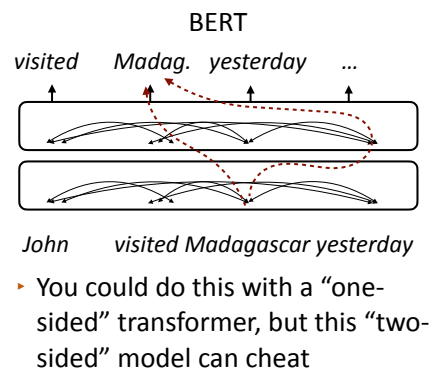 BERT
visited Madag. yesterday ...
John visited Madagascar yesterday
‣ You could do this with a “one-
sided” transformer, but this “two-
sided” model can cheat